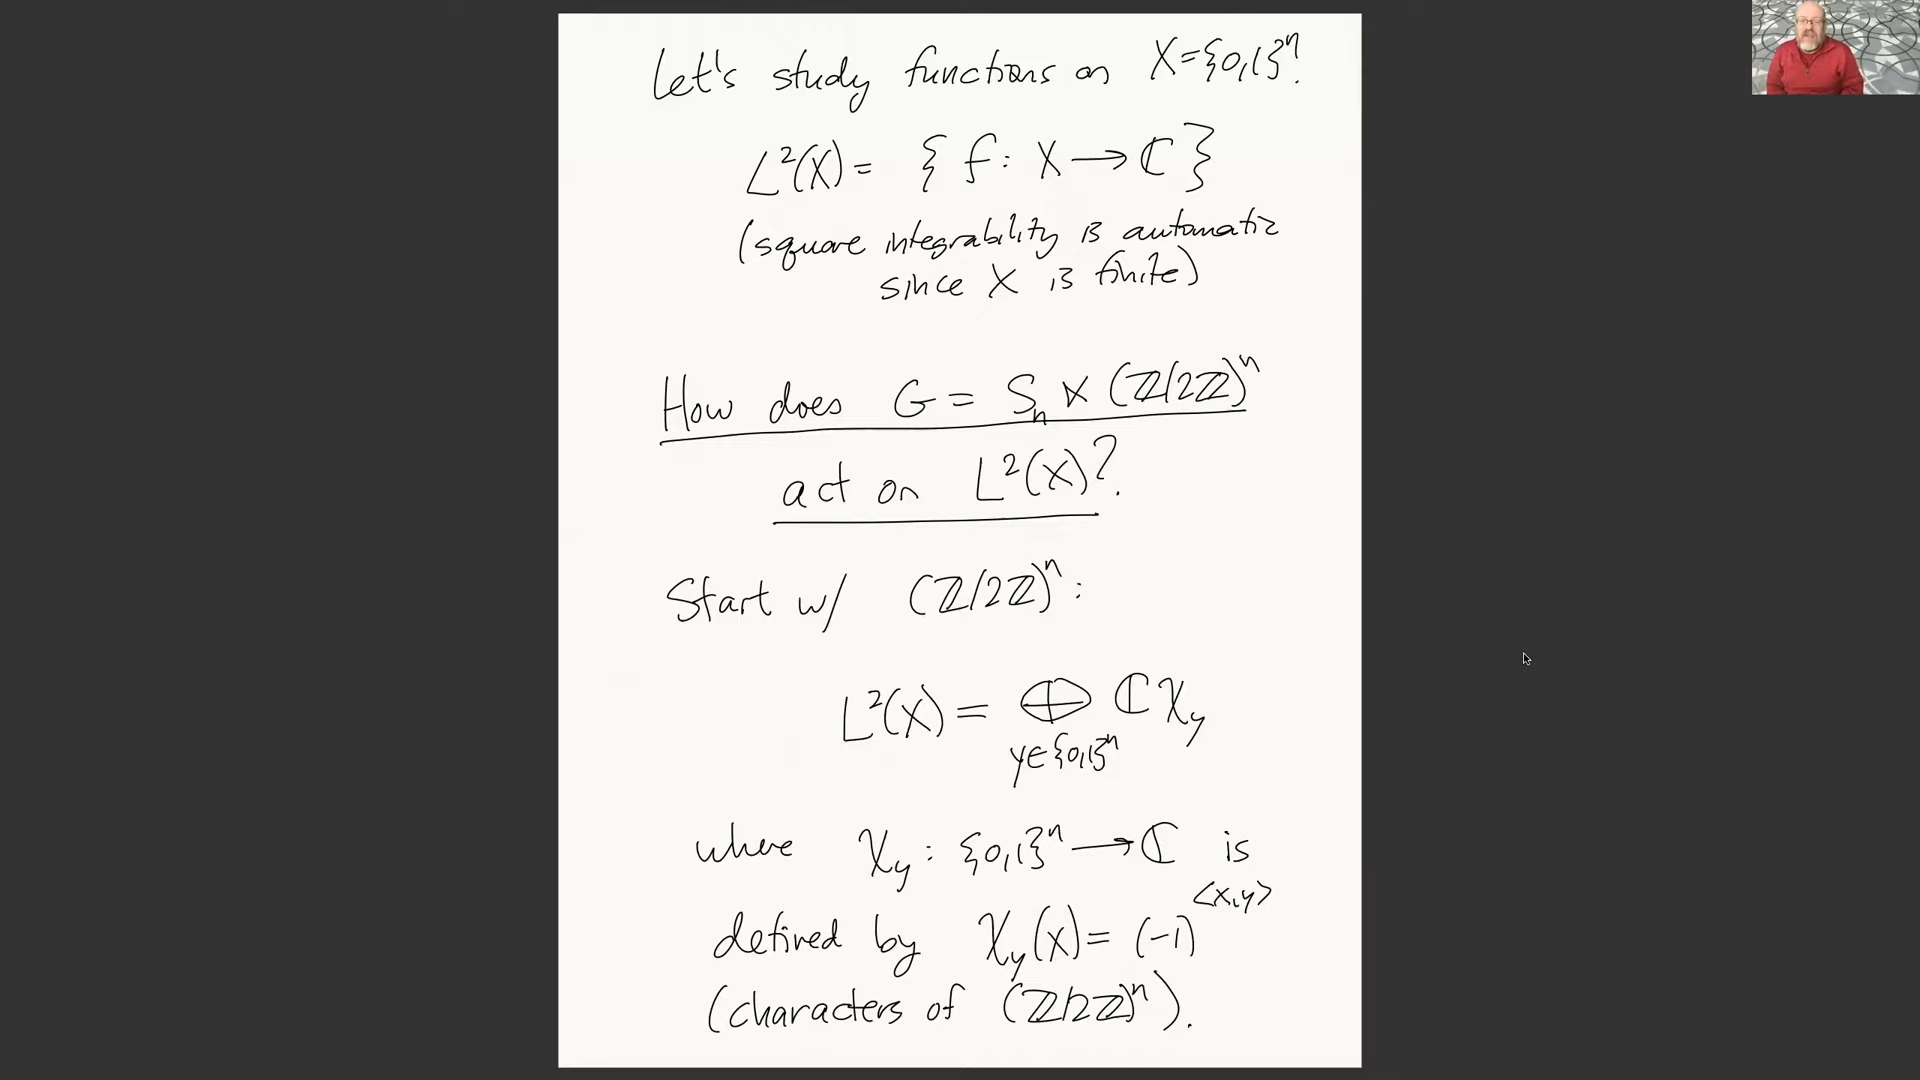 Let's study functions on X={0,1}ⁿ.
L²(X) = { f: X ⟶ ℂ }
(square integrability is automatic
since X is finite)
How does G = Sₙ ⋉ (ℤ/2ℤ)ⁿ
act on L²(X)?
Start w/ (ℤ/2ℤ)ⁿ:
L²(X) = ⊕ ℂχ_y
y∈{0,1}ⁿ
where χ_y : {0,1}ⁿ ⟶ ℂ is
defined by χ_y(x) = (-1)^<x,y>
(characters of (ℤ/2ℤ)ⁿ).